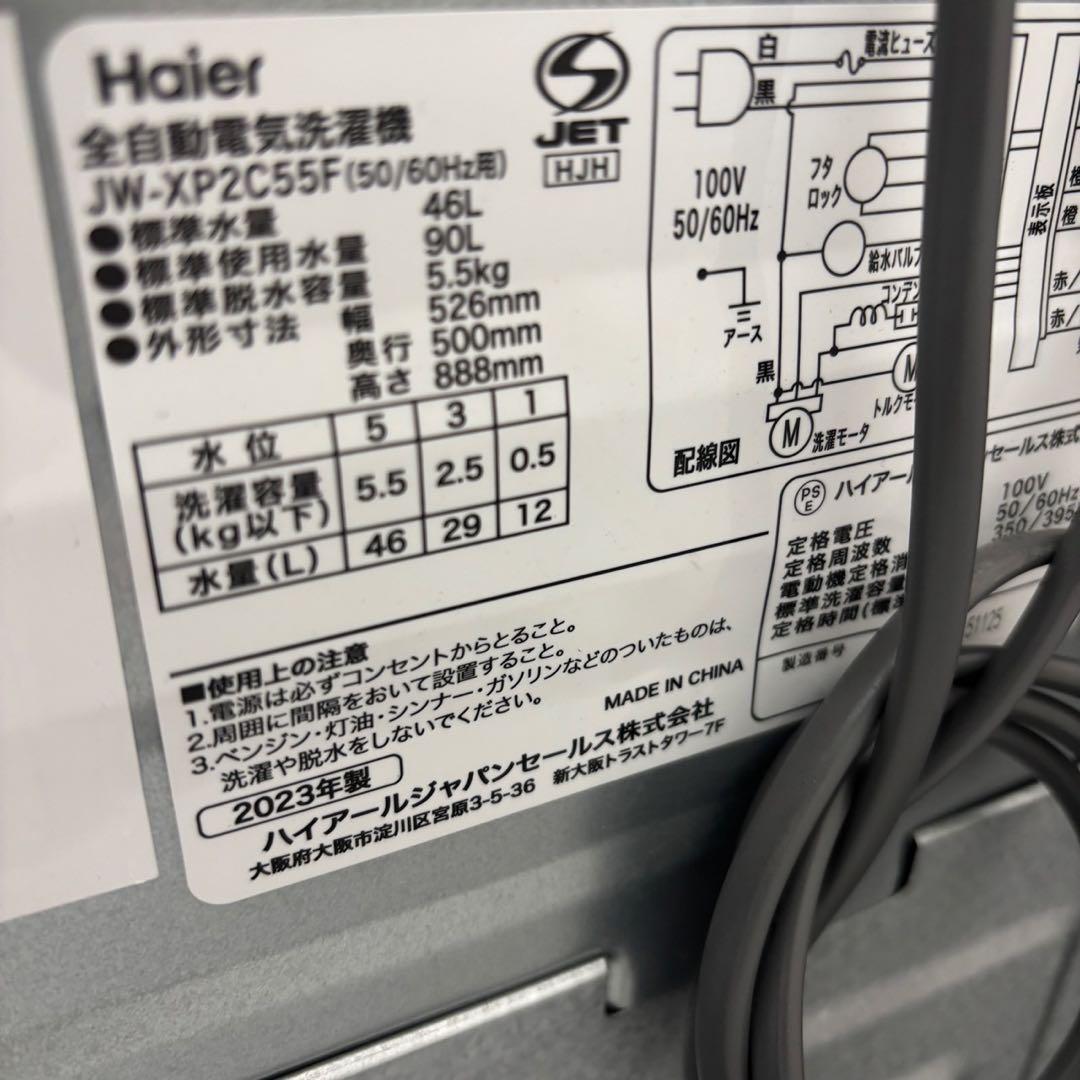 Haier
全自動電気洗濯機
JW-XP2C55F(50/60Hz用)
●標準水量 46L
●標準使用水量 90L
●標準脱水容量 5.5kg
●外形寸法 幅 526mm
奥行 500mm
高さ 888mm
水位 5 3 1
洗濯容量(kg以下) 5.5 2.5 0.5
水量(L) 46 29 12
■使用上の注意
1.電源は必ずコンセントからとること。
2.周囲に間隔をおいて設置すること。
3.ベンジン・灯油・シンナー・ガソリンなどのついたものは、
洗濯や脱水をしないでください。
MADE IN CHINA
2023年製
ハイアールジャパンセールス株式会社
大阪府大阪市淀川区宮原3-5-36 新大阪トラストタワー7F
S
JET
HJH
白
黒
電流ヒューズ
100V
50/60Hz
フタ
ロック
給水バルブ
コンデン
アース
黒
M
洗濯モータ
M
トルクモ
配線図
表示板
橙
橙
赤/
赤/
PS
E
ハイアール
セールス株式
定格電圧 100V
定格周波数 50/60Hz
電動機定格消 350/395
標準洗濯容量
定格時間(標準
製造番号
51125